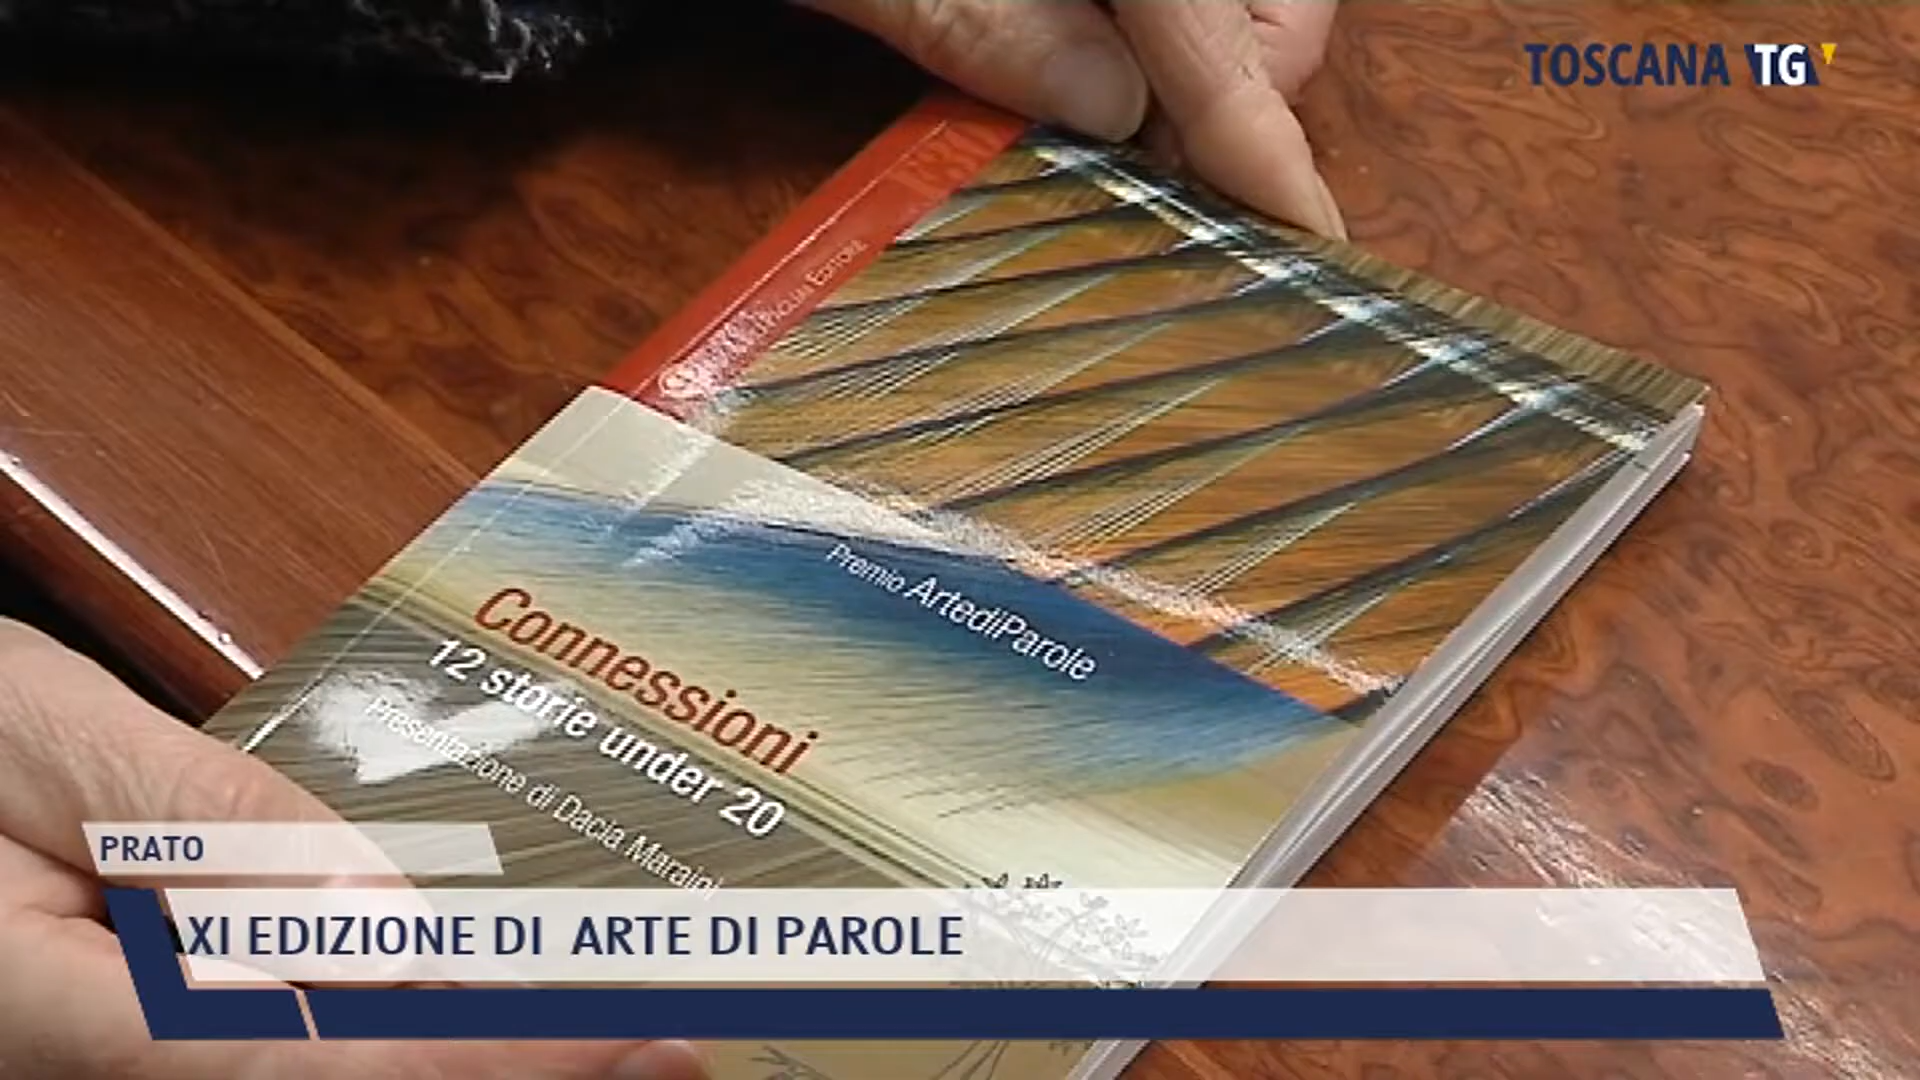 TOSCANA TG
EDITORE
Premio ArtediParole
Connessioni
12 storie under 20
Presentazione di Dacia Maraini
PRATO
XI EDIZIONE DI ARTE DI PAROLE